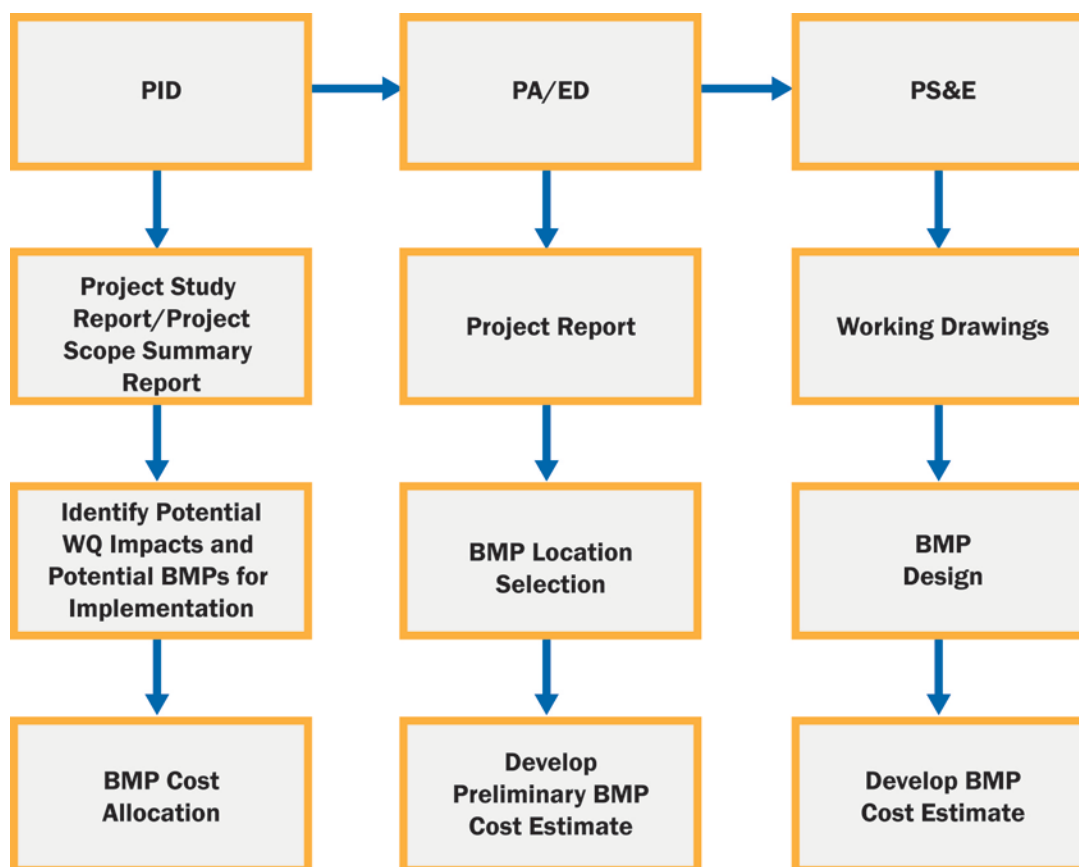 PID
PA/ED
PS&E
Project Study
Report/Project
Scope Summary
Report
Project Report
Working Drawings
Identify Potential
WQ Impacts and
Potential BMPs for
Implementation
BMP Location
Selection
BMP
Design
BMP Cost
Allocation
Develop
Preliminary BMP
Cost Estimate
Develop BMP
Cost Estimate